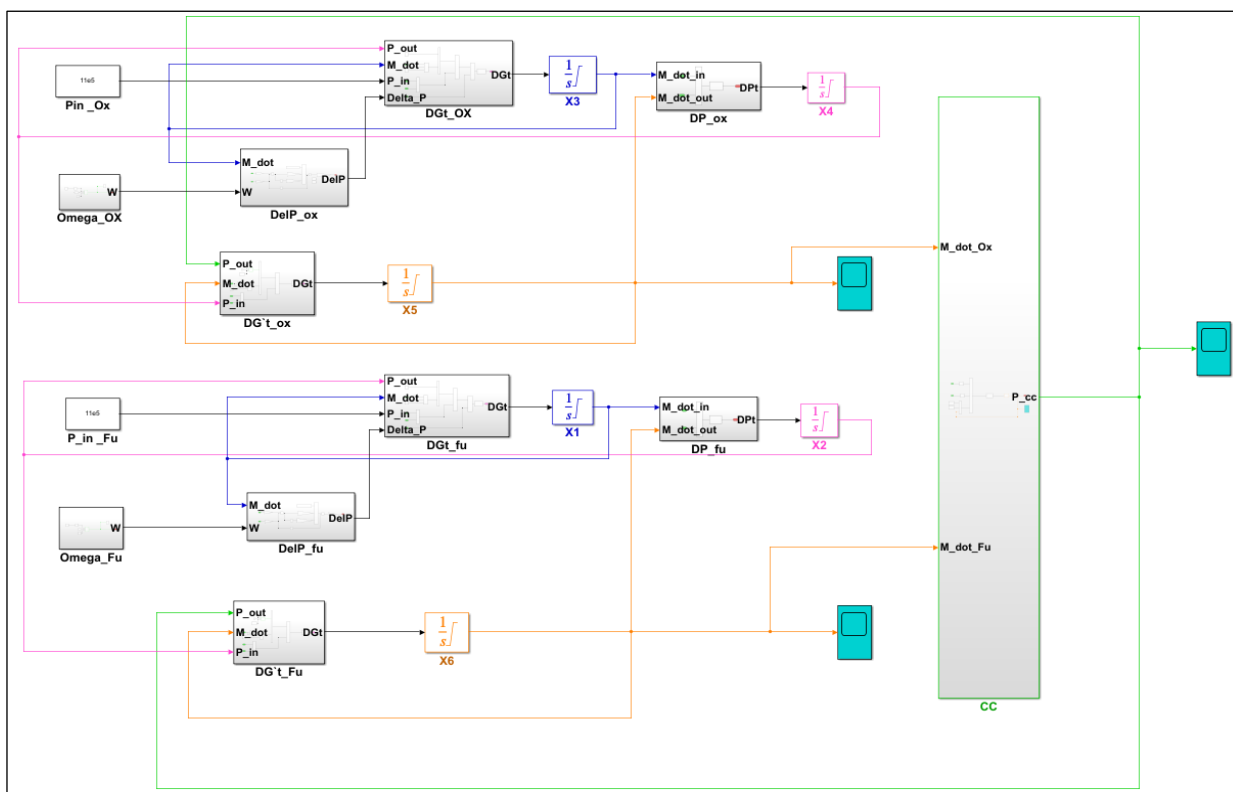 P_out
M_dot
P_in
Delta_P
DGt
DGt_OX
11e5
Pin _Ox
1
s
X3
M_dot_in
M_dot_out
DPt
DP_ox
1
s
X4
M_dot
W
DelP
DelP_ox
W
Omega_OX
P_out
M_dot
P_in
DGt
DG`t_ox
1
s
X5
M_dot_Ox
P_out
M_dot
P_in
Delta_P
DGt
DGt_fu
11e5
P_in _Fu
1
s
X1
M_dot_in
M_dot_out
DPt
DP_fu
1
s
X2
P_cc
M_dot
W
DelP
DelP_fu
W
Omega_Fu
M_dot_Fu
P_out
M_dot
P_in
DGt
DG`t_Fu
1
s
X6
CC